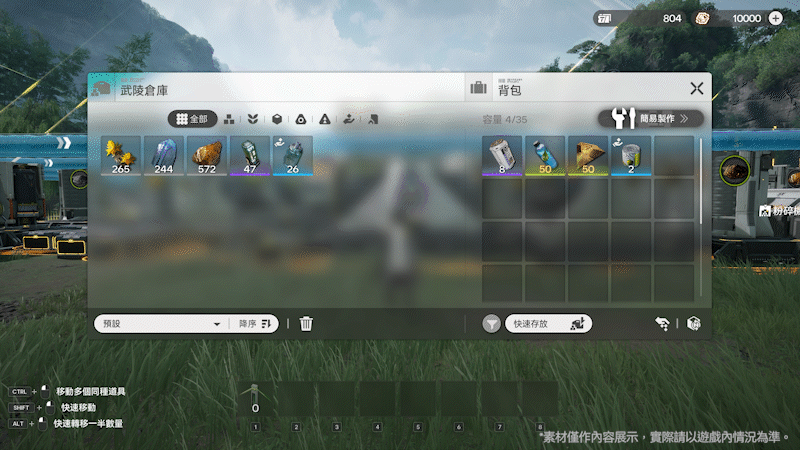 804
10000
武陵倉庫
背包
全部
容量 4/35
簡易製作
265
244
572
47
26
8
50
50
2
粉碎機
預設
降序
快速存放
CTRL + 移動多個同種道具
SHIFT + 快速移動
ALT + 快速轉移一半數量
0
1
2
3
4
5
6
7
8
*素材僅作內容展示，實際請以遊戲內情況為準。